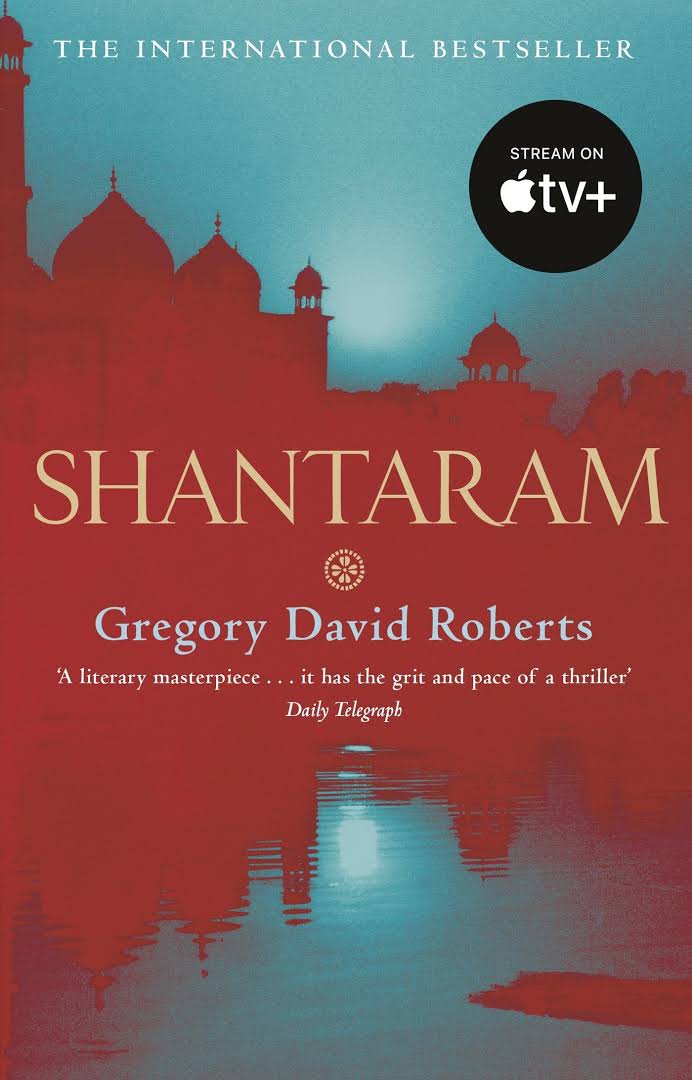 THE INTERNATIONAL BESTSELLER
STREAM ON
tv+
SHANTARAM
Gregory David Roberts
‘A literary masterpiece . . . it has the grit and pace of a thriller’
Daily Telegraph